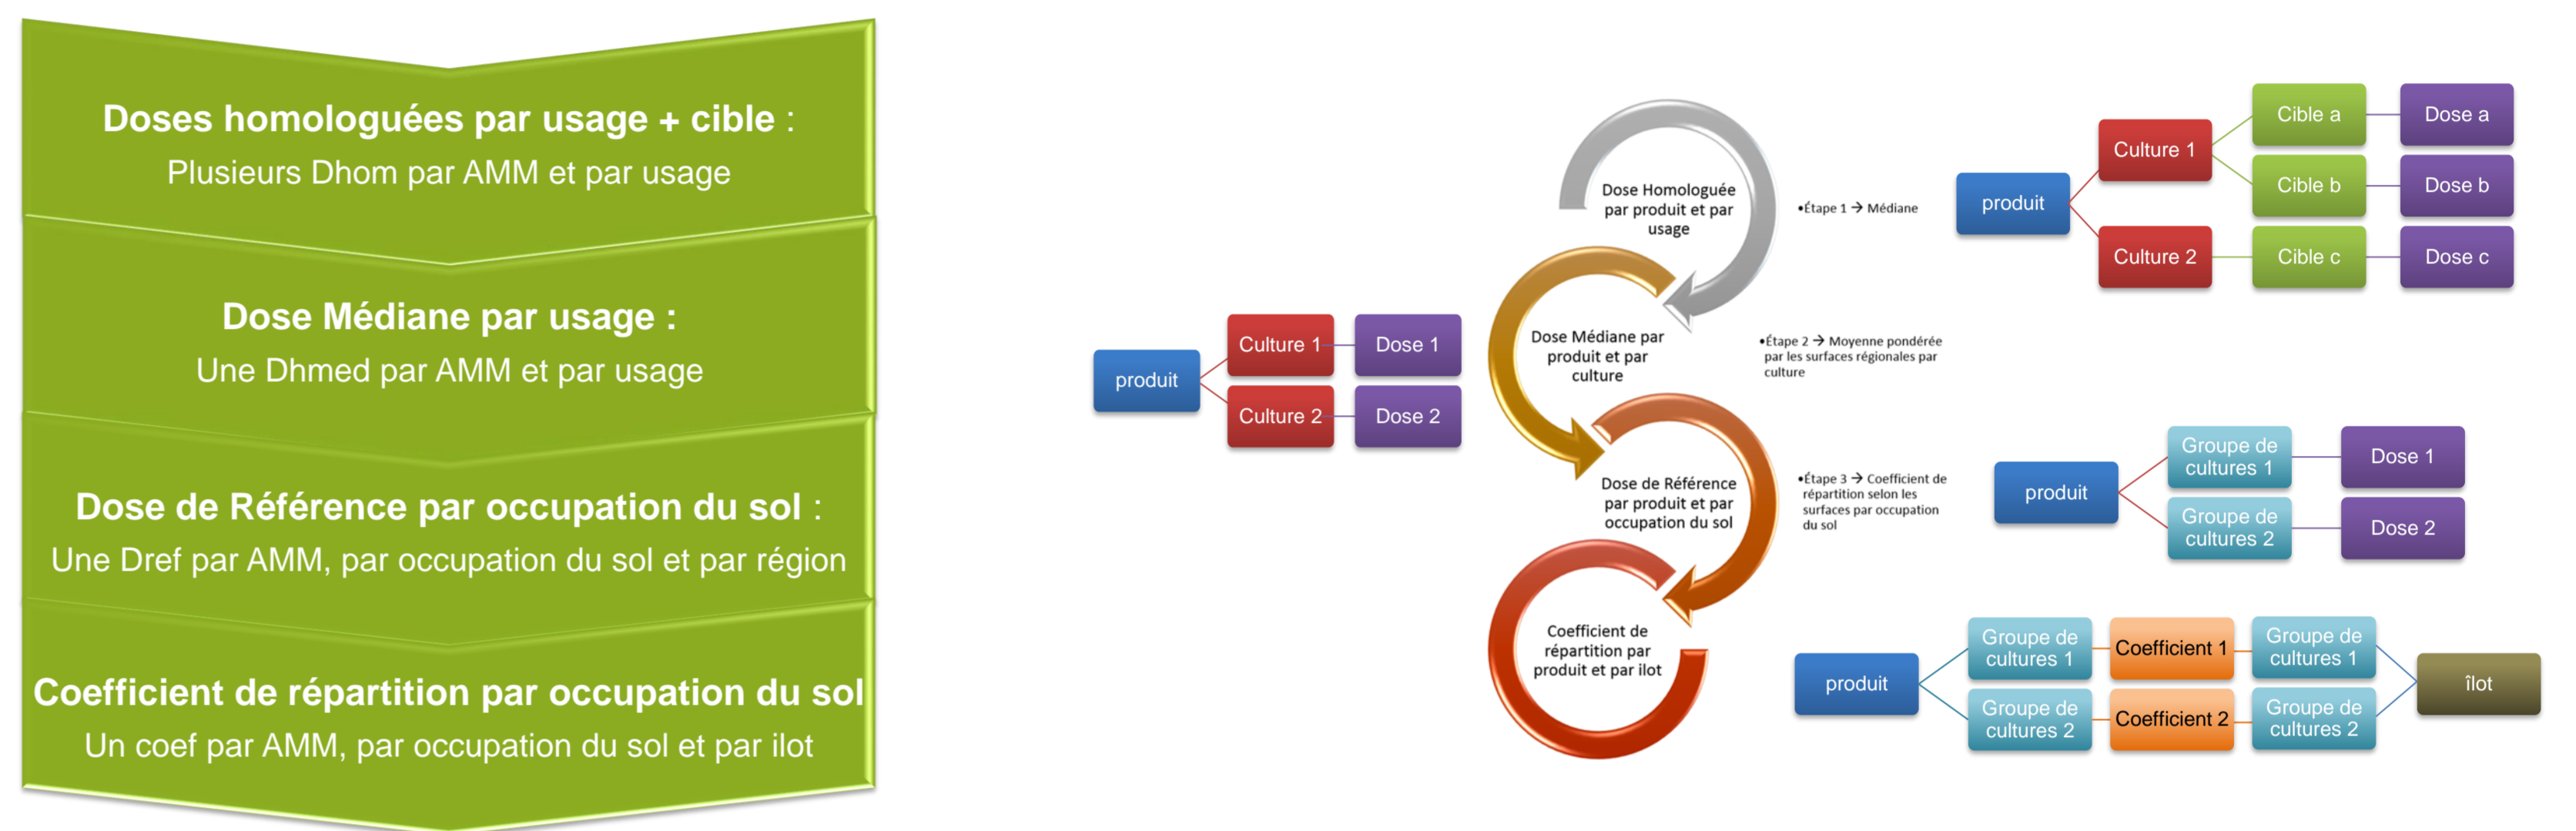 Doses homologuées par usage + cible :
Plusieurs Dhom par AMM et par usage
Dose Médiane par usage :
Une Dhmed par AMM et par usage
Dose de Référence par occupation du sol :
Une Dref par AMM, par occupation du sol et par région
Coefficient de répartition par occupation du sol
Un coef par AMM, par occupation du sol et par ilot
produit
Culture 1
Dose 1
Culture 2
Dose 2
Dose Homologuée
par produit et par
usage
•Étape 1 → Médiane
Dose Médiane par
produit et par
culture
•Étape 2 → Moyenne pondérée
par les surfaces régionales par
culture
Dose de Référence
par produit et par
occupation du sol
•Étape 3 → Coefficient de
répartition selon les
surfaces par occupation
du sol
Coefficient de
répartition par
produit et par ilot
produit
Culture 1
Cible a
Dose a
Cible b
Dose b
Culture 2
Cible c
Dose c
produit
Groupe de
cultures 1
Dose 1
Groupe de
cultures 2
Dose 2
produit
Groupe de
cultures 1
Coefficient 1
Groupe de
cultures 1
Groupe de
cultures 2
Coefficient 2
Groupe de
cultures 2
îlot